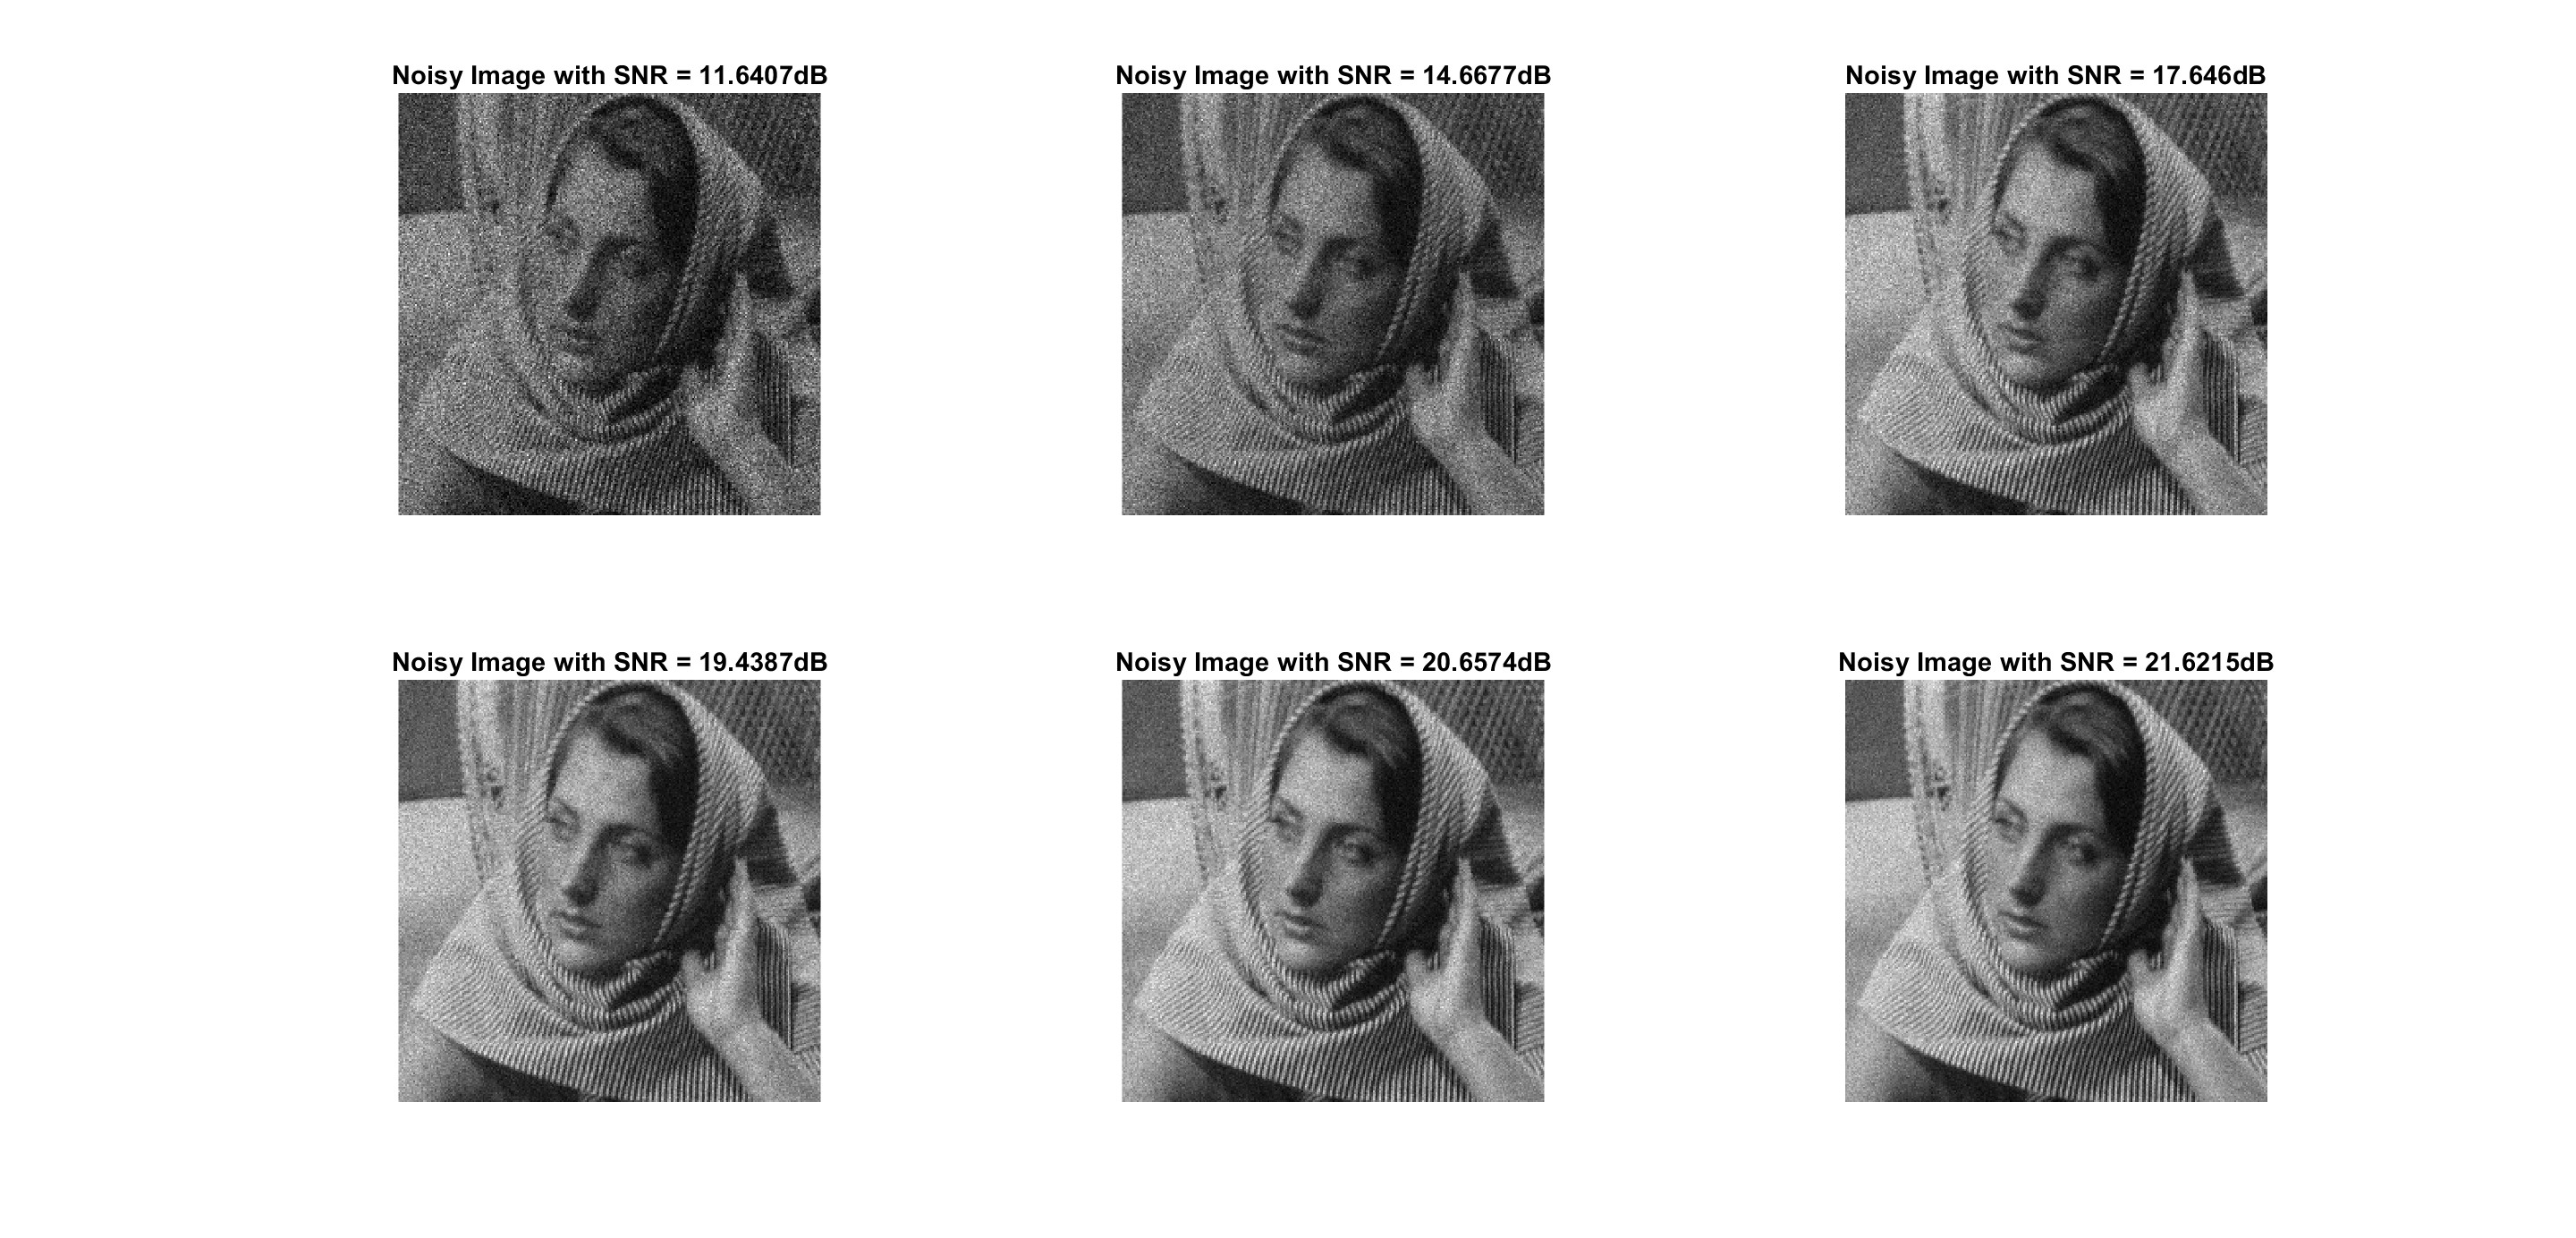 Noisy Image with SNR = 11.6407dB
Noisy Image with SNR = 14.6677dB
Noisy Image with SNR = 17.646dB
Noisy Image with SNR = 19.4387dB
Noisy Image with SNR = 20.6574dB
Noisy Image with SNR = 21.6215dB